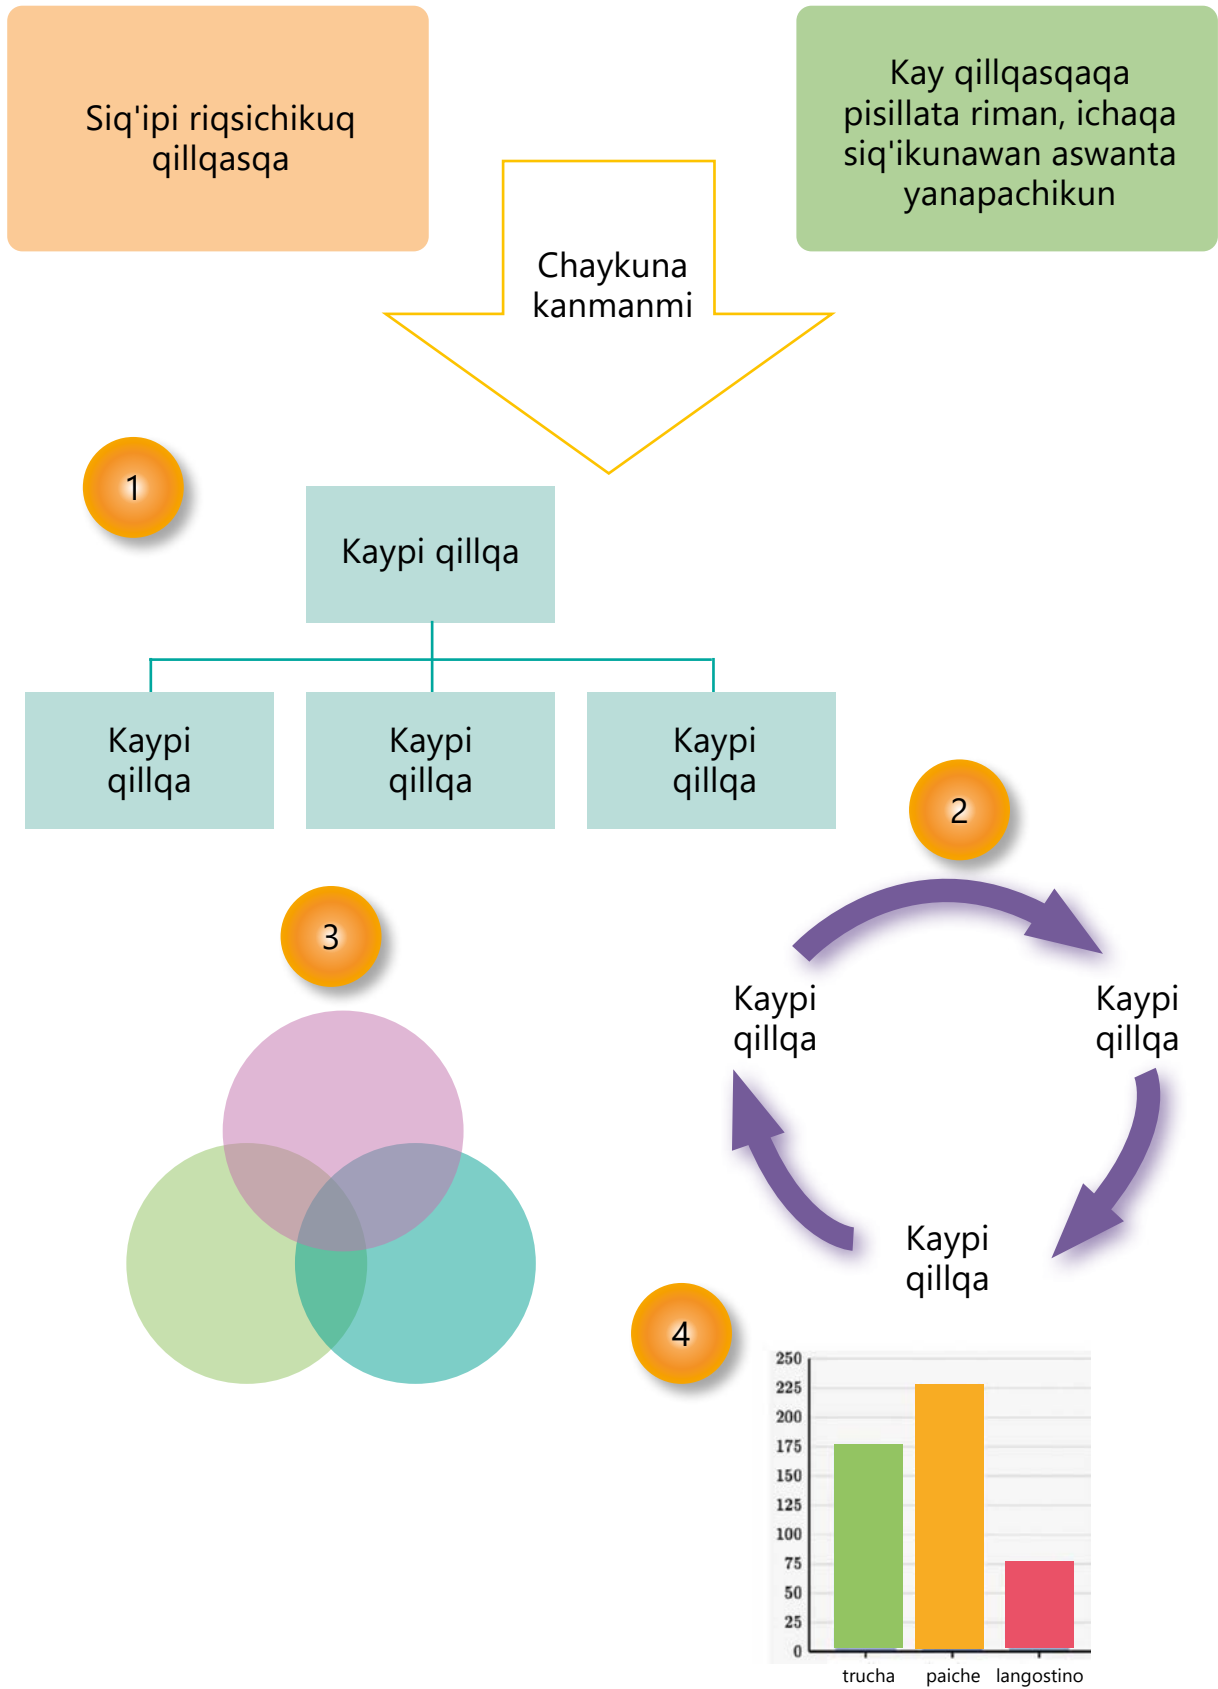 Siq'ipi riqsichikuq
qillqasqa
Kay qillqasqaqa
pisillata riman, ichaqa
siq'ikunawan aswanta
yanapachikun
Chaykuna
kanmanmi
1
Kaypi qillqa
Kaypi
qillqa
Kaypi
qillqa
Kaypi
qillqa
2
Kaypi
qillqa
Kaypi
qillqa
Kaypi
qillqa
3
4
250
225
200
175
150
125
100
75
50
25
0
trucha paiche langostino